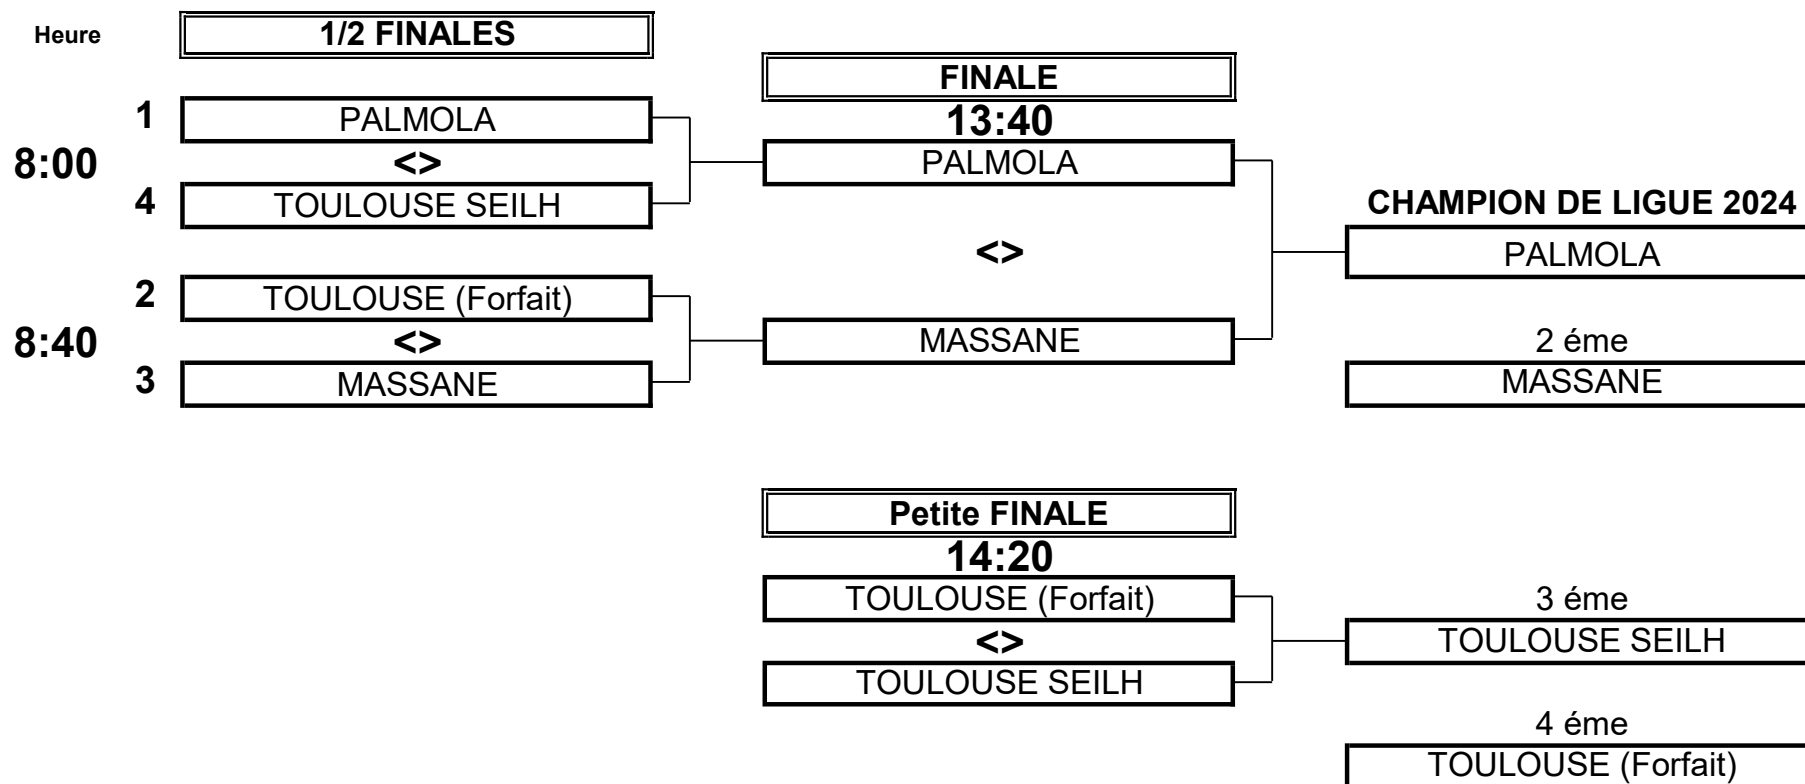 Heure
1/2 FINALES
FINALE
13:40
1
PALMOLA
8:00
<>
4
TOULOUSE SEILH
PALMOLA
<>
MASSANE
CHAMPION DE LIGUE 2024
PALMOLA
2
TOULOUSE (Forfait)
8:40
<>
3
MASSANE
2 éme
MASSANE
Petite FINALE
14:20
TOULOUSE (Forfait)
<>
TOULOUSE SEILH
3 éme
TOULOUSE SEILH
4 éme
TOULOUSE (Forfait)